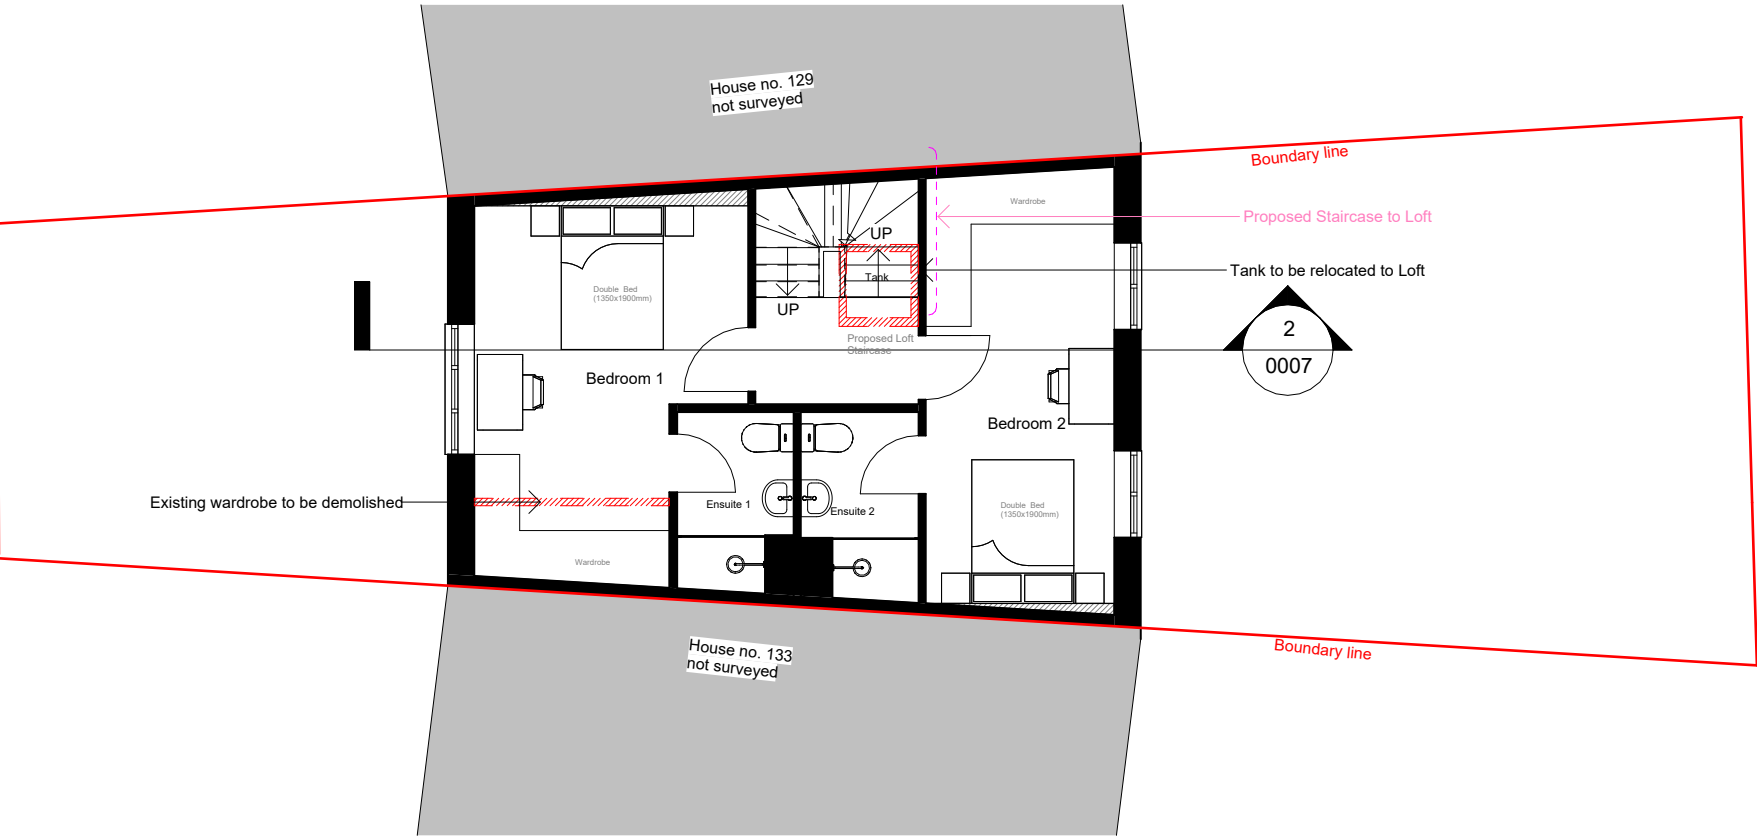 House no. 129
not surveyed
Boundary line
Wardrobe
Proposed Staircase to Loft
UP
Tank to be relocated to Loft
Tank
Double Bed
(1350x1900mm)
UP
2
0007
Proposed Loft
Staircase
Bedroom 1
Bedroom 2
Existing wardrobe to be demolished
Ensuite 1
Ensuite 2
Double Bed
(1350x1900mm)
Wardrobe
House no. 133
not surveyed
Boundary line